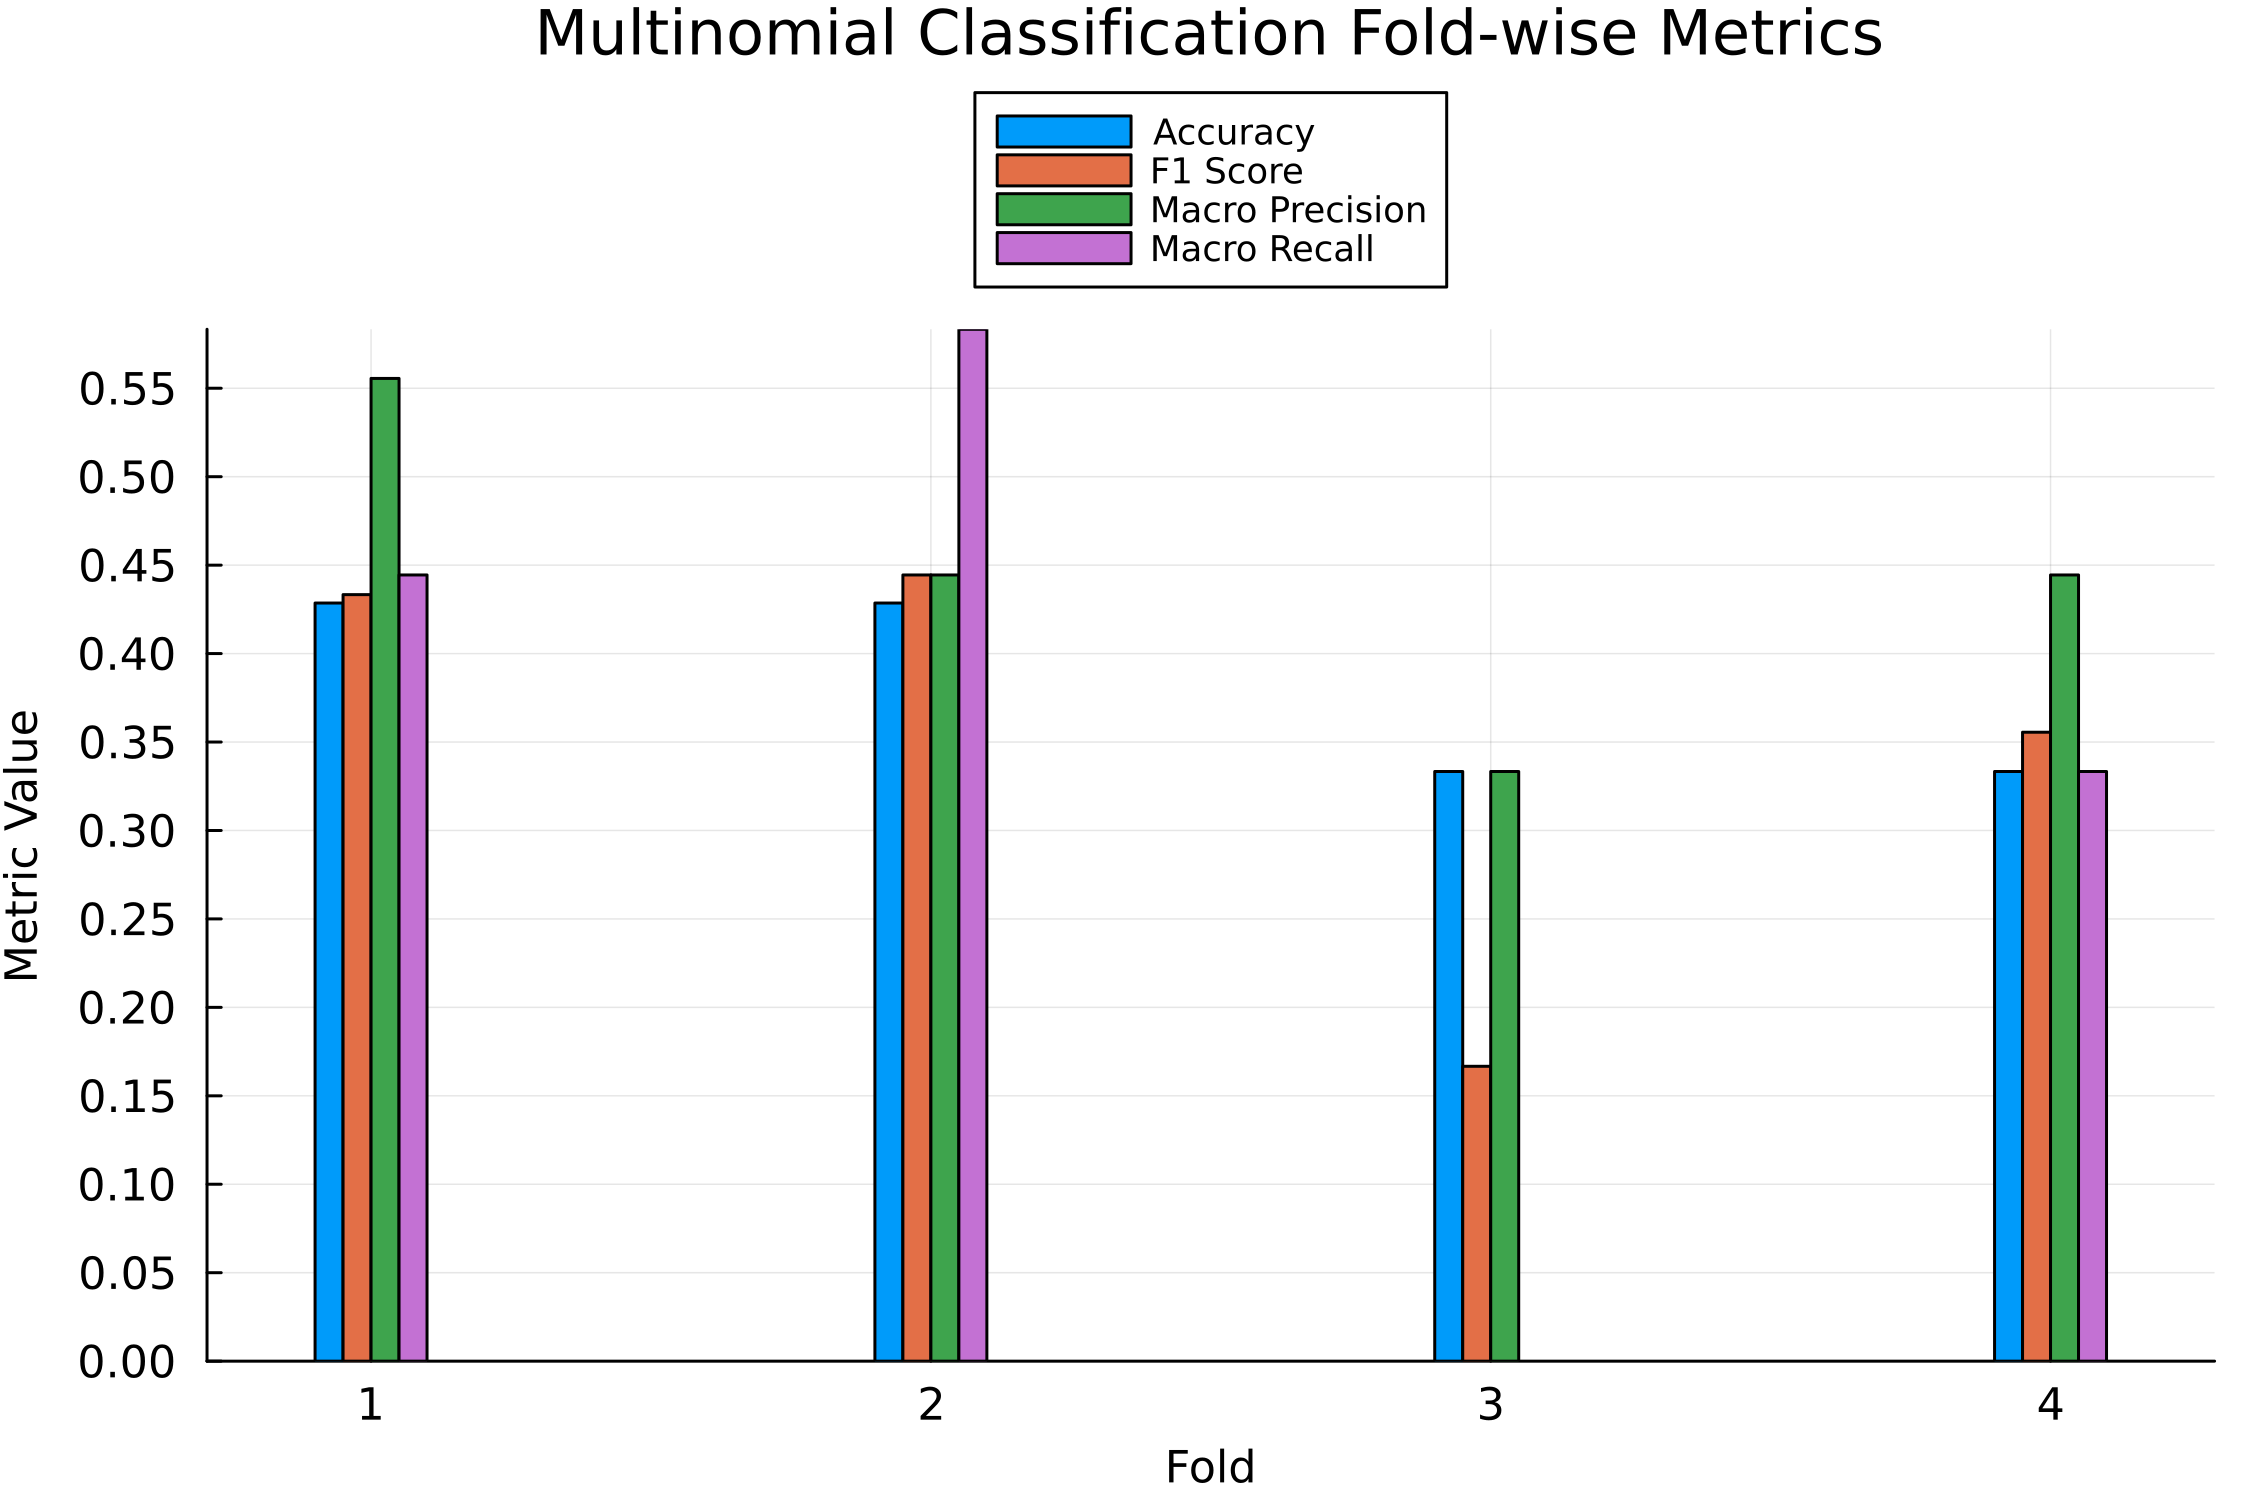 Multinomial Classification Fold-wise Metrics
Accuracy
F1 Score
Macro Precision
Macro Recall
Metric Value
0.55
0.50
0.45
0.40
0.35
0.30
0.25
0.20
0.15
0.10
0.05
0.00
1 2 3 4
Fold